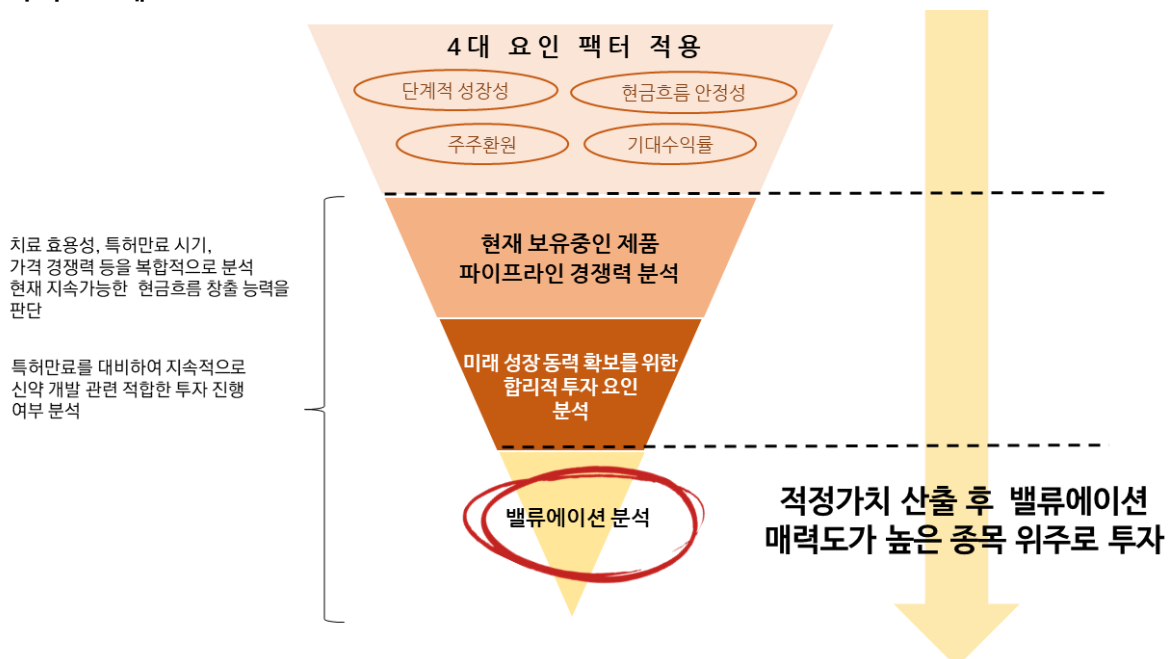 4대 요인 팩터 적용
단계적 성장성
현금흐름 안정성
주주환원
기대수익률
치료 효용성, 특허만료 시기,
가격 경쟁력 등을 복합적으로 분석
현재 지속가능한 현금흐름 창출 능력을
판단
현재 보유중인 제품
파이프라인 경쟁력 분석
특허만료를 대비하여 지속적으로
신약 개발 관련 적합한 투자 진행
여부 분석
미래 성장 동력 확보를 위한
합리적 투자 요인
분석
밸류에이션 분석
적정가치 산출 후 밸류에이션
매력도가 높은 종목 위주로 투자